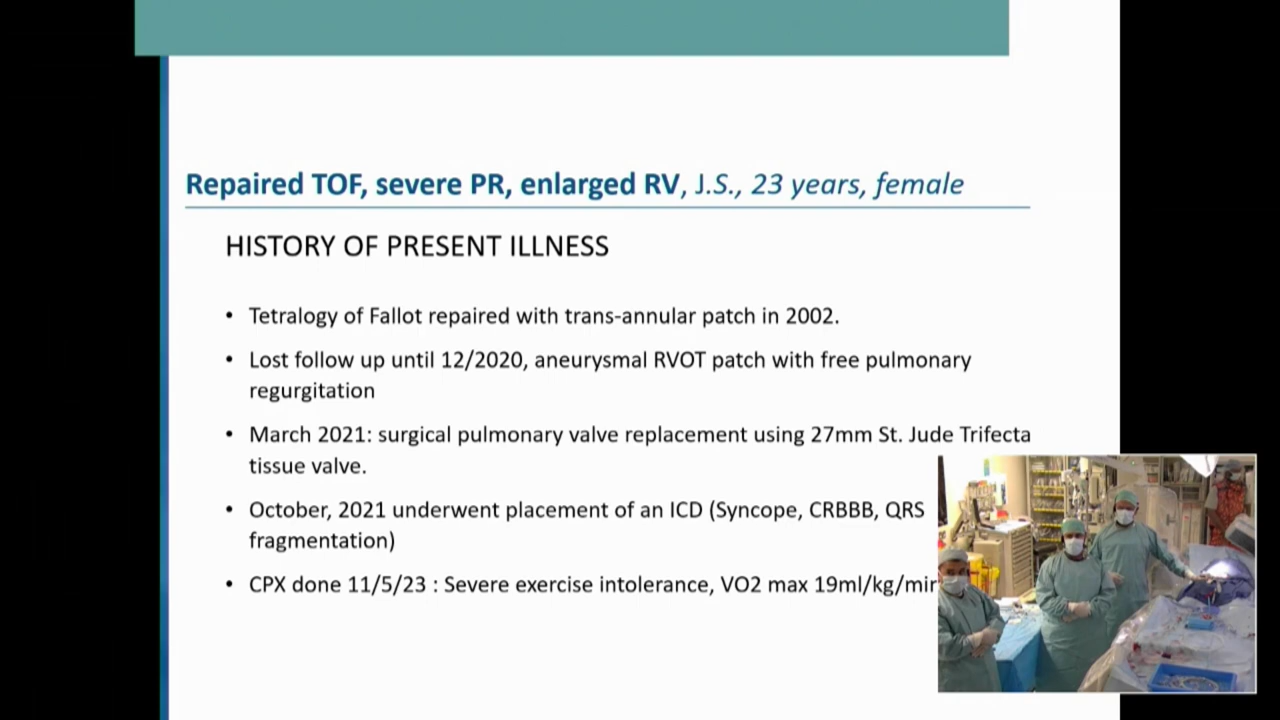 Repaired TOF, severe PR, enlarged RV, J.S., 23 years, female
HISTORY OF PRESENT ILLNESS
• Tetralogy of Fallot repaired with trans-annular patch in 2002.
• Lost follow up until 12/2020, aneurysmal RVOT patch with free pulmonary
regurgitation
• March 2021: surgical pulmonary valve replacement using 27mm St. Jude Trifecta
tissue valve.
• October, 2021 underwent placement of an ICD (Syncope, CRBBB, QRS
fragmentation)
• CPX done 11/5/23 : Severe exercise intolerance, VO2 max 19ml/kg/min